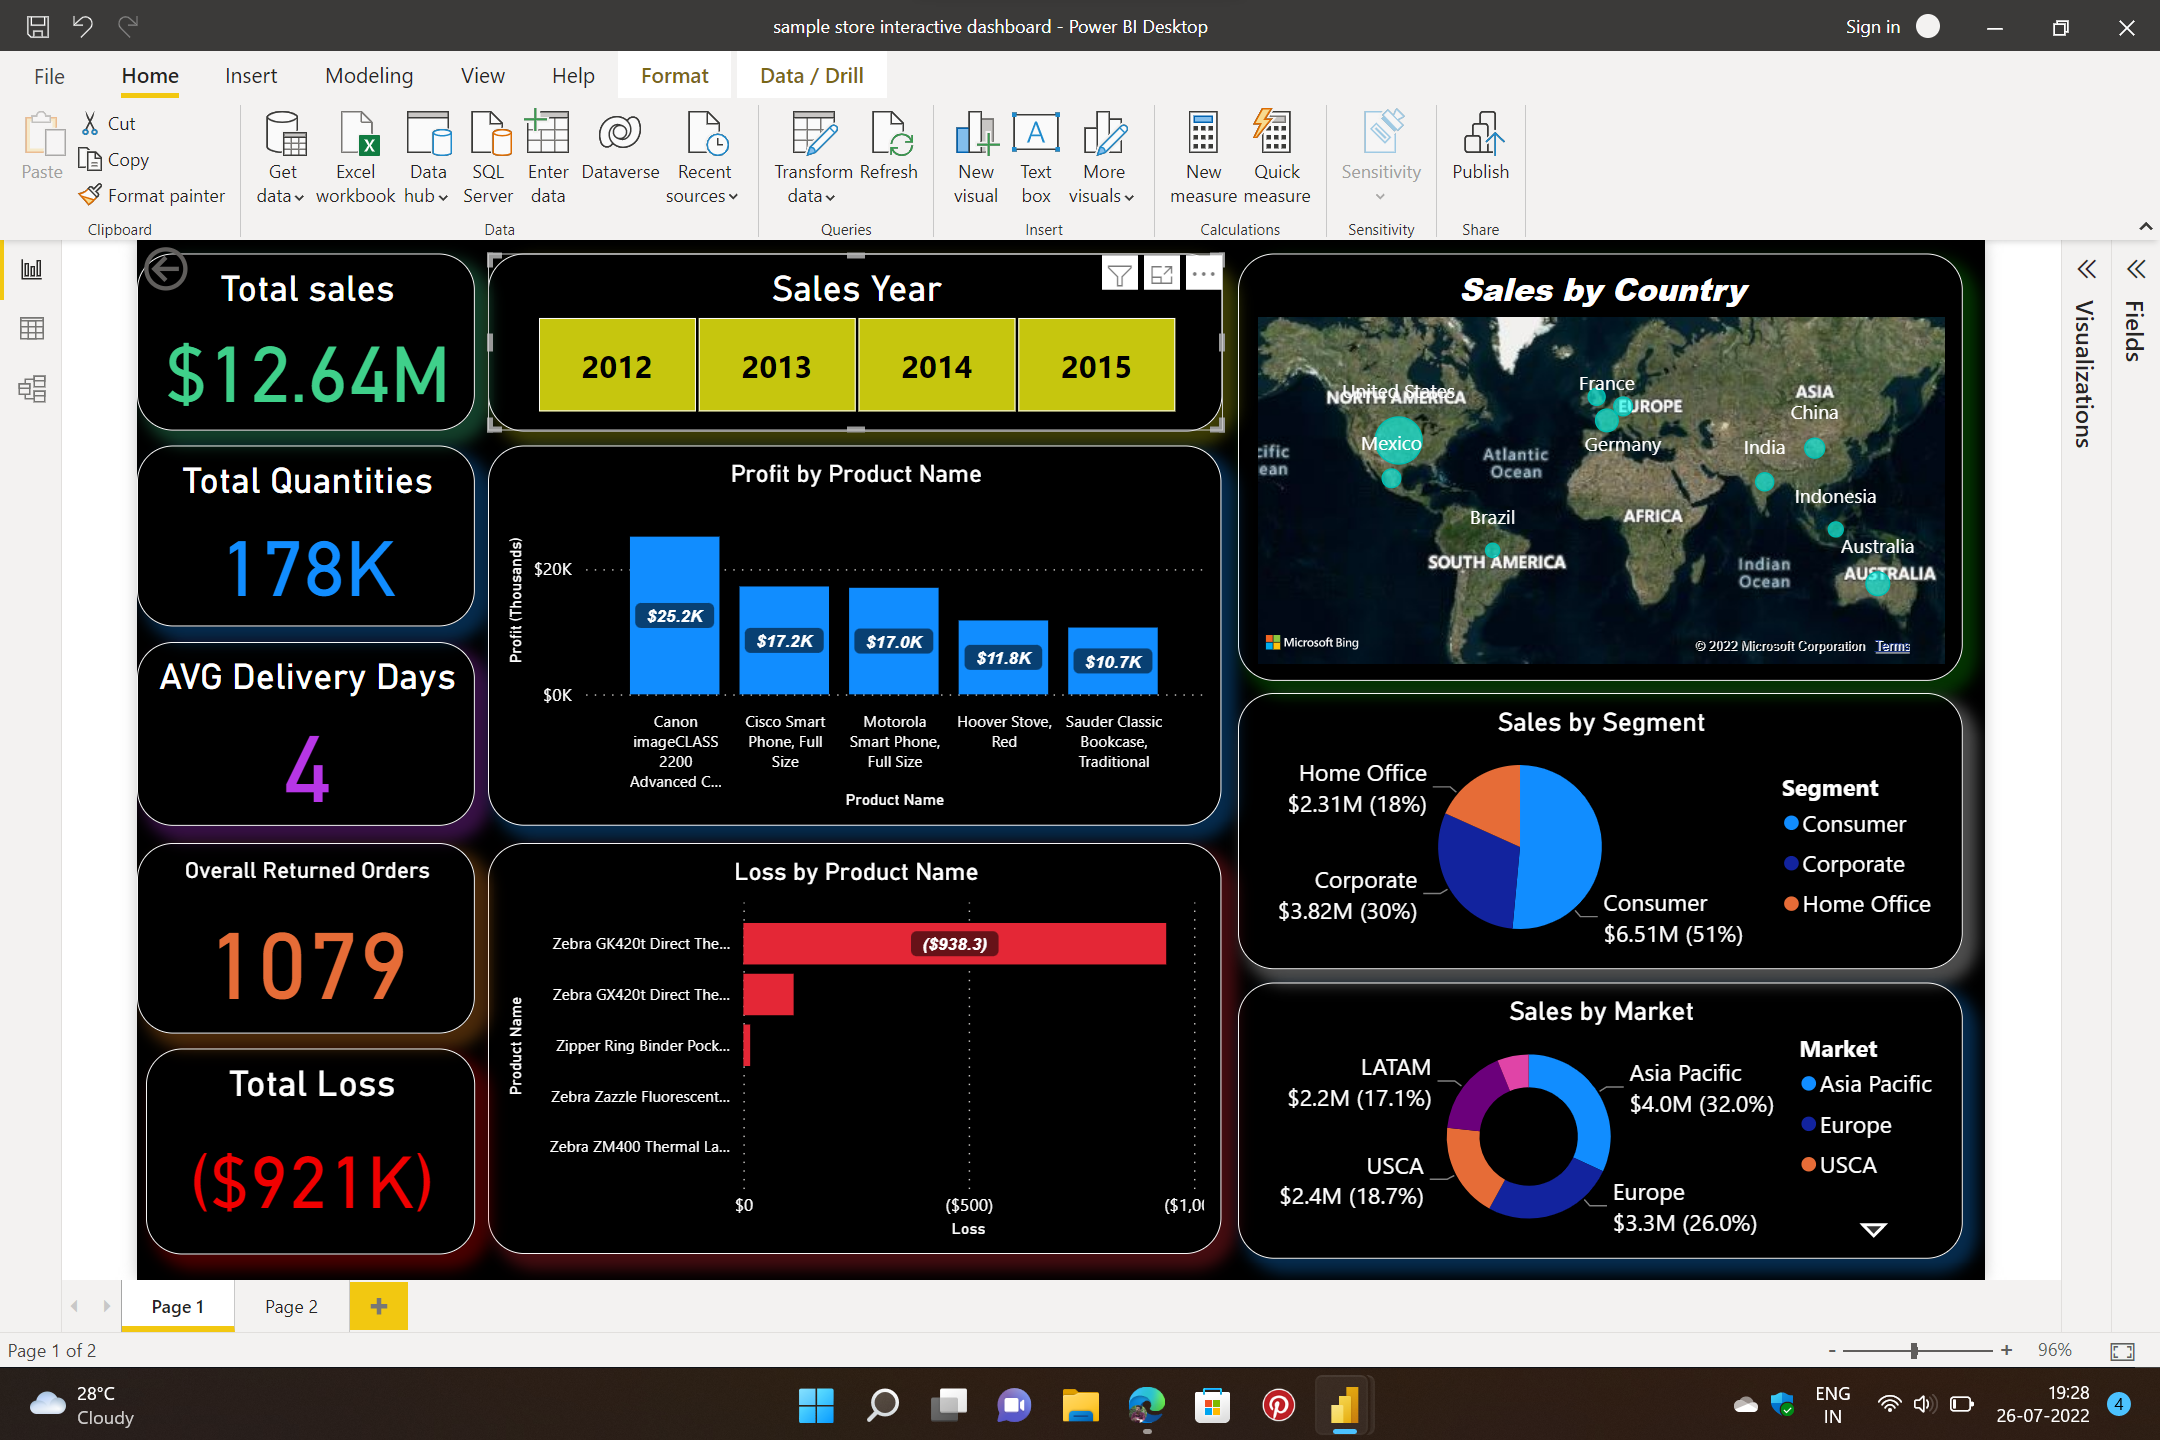 sample store interactive dashboard - Power BI Desktop
Sign in
File
Home
Insert
Modeling
View
Help
Format
Data / Drill
Paste
Cut
Copy
Format painter
Clipboard
Get data
Excel workbook
Data hub
SQL Server
Enter data
Dataverse
Recent sources
Data
Transform data
Refresh
Queries
New visual
Text box
More visuals
Insert
New measure
Quick measure
Calculations
Sensitivity
Sensitivity
Publish
Share
Visualizations
Fields
Total sales
$12.64M
Total Quantities
178K
AVG Delivery Days
4
Overall Returned Orders
1079
Total Loss
($921K)
Sales Year
2012
2013
2014
2015
Profit by Product Name
Profit (Thousands)
$20K
$0K
$25.2K
$17.2K
$17.0K
$11.8K
$10.7K
Canon imageCLASS 2200 Advanced C...
Cisco Smart Phone, Full Size
Motorola Smart Phone, Full Size
Hoover Stove, Red
Sauder Classic Bookcase, Traditional
Product Name
Loss by Product Name
Product Name
Zebra GK420t Direct The...
($938.3)
Zebra GX420t Direct The...
Zipper Ring Binder Pock...
Zebra Zazzle Fluorescent...
Zebra ZM400 Thermal La...
$0
($500)
($1,0
Loss
Sales by Country
United States
NORTH AMERICA
Mexico
France
EUROPE
Germany
ASIA
China
India
Indonesia
Atlantic Ocean
cific
ean
Brazil
SOUTH AMERICA
AFRICA
Indian Ocean
Australia
AUSTRALIA
Microsoft Bing
© 2022 Microsoft Corporation
Terms
Sales by Segment
Home Office
$2.31M (18%)
Corporate
$3.82M (30%)
Consumer
$6.51M (51%)
Segment
Consumer
Corporate
Home Office
Sales by Market
LATAM
$2.2M (17.1%)
USCA
$2.4M (18.7%)
Asia Pacific
$4.0M (32.0%)
Europe
$3.3M (26.0%)
Market
Asia Pacific
Europe
USCA
Page 1
Page 2
Page 1 of 2
- +
96%
28°C
Cloudy
ENG
IN
19:28
26-07-2022
4